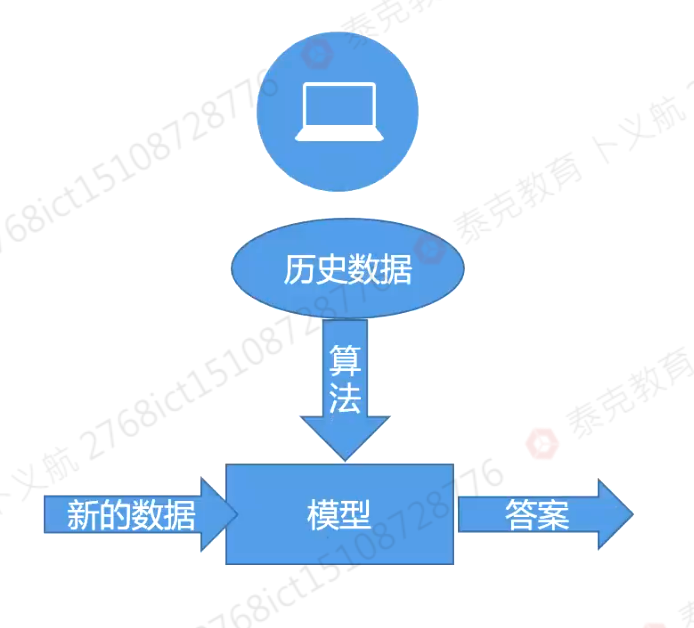 泰克教育 卜义航 2768ict15108728776
历史数据
算
法
新的数据
模型
答案
卜义航 2768ict15108728776 泰克教育 卜义航
2768ict15108728776 泰克教育